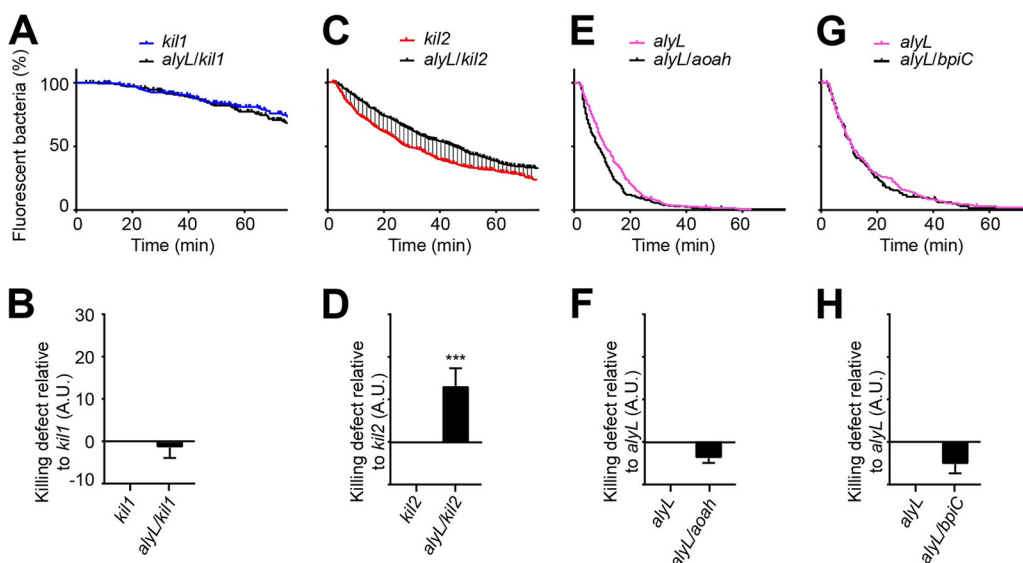 A
kil1
alyL/kil1
Fluorescent bacteria (%)
100
50
0
0 20 40 60
Time (min)
C
kil2
alyL/kil2
0 20 40 60
Time (min)
E
alyL
alyL/aoah
0 20 40 60
Time (min)
G
alyL
alyL/bpiC
0 20 40 60
Time (min)
B
Killing defect relative
to kil1 (A.U.)
30
20
10
0
-10
kil1
alyL/kil1
D
Killing defect relative
to kil2 (A.U.)
***
kil2
alyL/kil2
F
Killing defect relative
to alyL (A.U.)
alyL
alyL/aoah
H
Killing defect relative
to alyL (A.U.)
alyL
alyL/bpiC